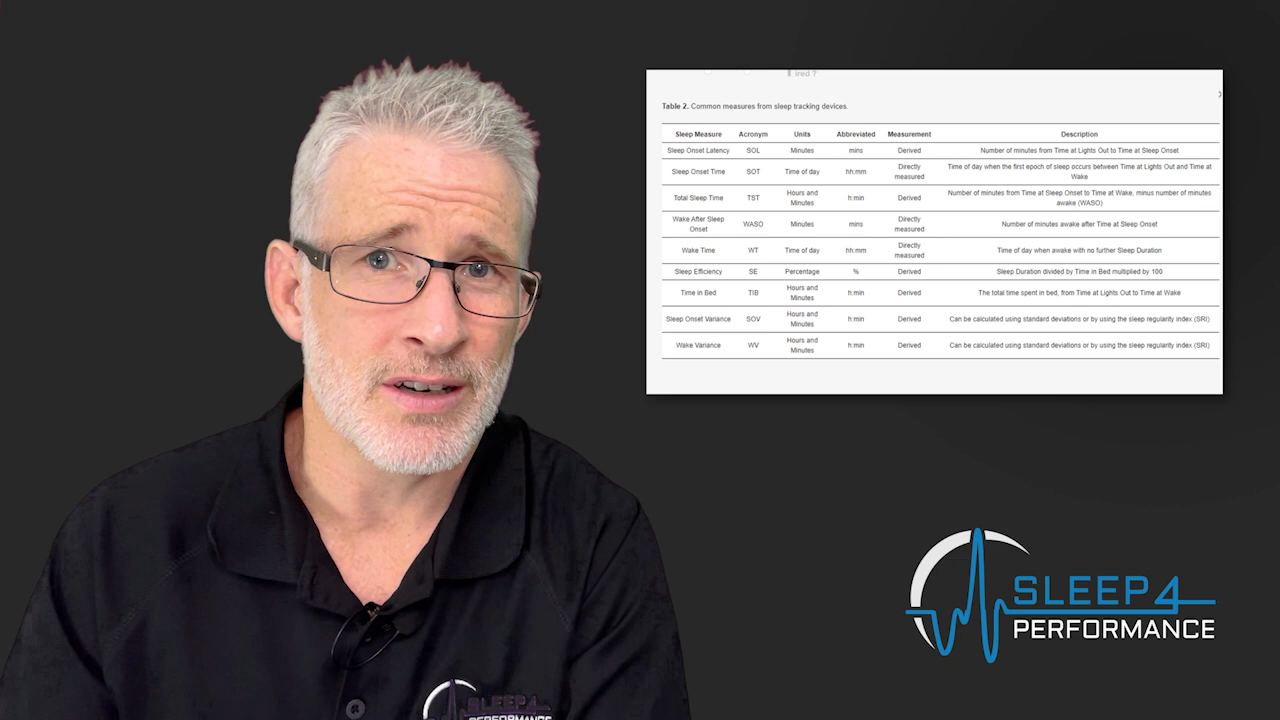 ired ?
Table 2. Common measures from sleep tracking devices.
Sleep Measure Acronym Units Abbreviated Measurement Description
Sleep Onset Latency SOL Minutes mins Derived Number of minutes from Time at Lights Out to Time at Sleep Onset
Sleep Onset Time SOT Time of day hh:mm Directly measured Time of day when the first epoch of sleep occurs between Time at Lights Out and Time at Wake
Total Sleep Time TST Hours and Minutes h:min Derived Number of minutes from Time at Sleep Onset to Time at Wake, minus number of minutes awake (WASO)
Wake After Sleep Onset WASO Minutes mins Directly measured Number of minutes awake after Time at Sleep Onset
Wake Time WT Time of day hh:mm Directly measured Time of day when awake with no further Sleep Duration
Sleep Efficiency SE Percentage % Derived Sleep Duration divided by Time in Bed multiplied by 100
Time in Bed TIB Hours and Minutes h:min Derived The total time spent in bed, from Time at Lights Out to Time at Wake
Sleep Onset Variance SOV Hours and Minutes h:min Derived Can be calculated using standard deviations or by using the sleep regularity index (SRI)
Wake Variance WV Hours and Minutes h:min Derived Can be calculated using standard deviations or by using the sleep regularity index (SRI)
SLEEP4
PERFORMANCE
SLEEP4
PERFORMANCE